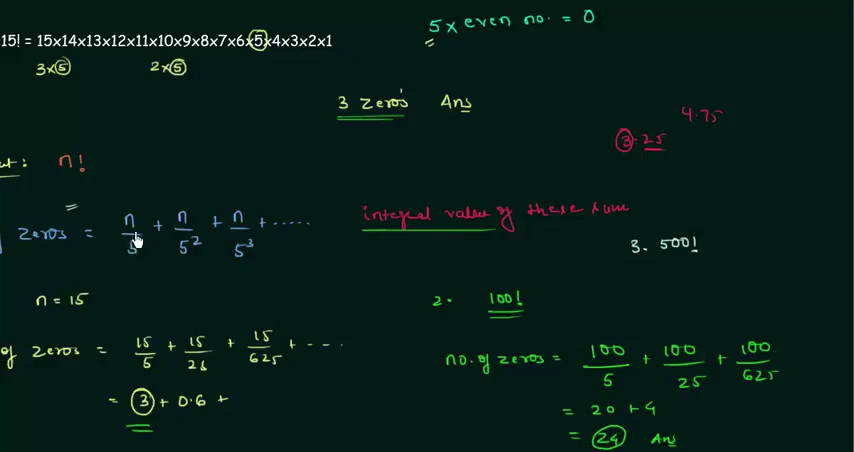 15! = 15x14x13x12x11x10x9x8x7x6x5x4x3x2x1
3x5 2x5
5 x even no. = 0
3 zero's Ans
4.75
3.25
n!
zeros = n/5 + n/5² + n/5³ + .....
integral value of these sum
3. 500!
n = 15
2. 100!
of zeros = 15/5 + 15/25 + 15/625 + ....
= 3 + 0.6 +
no. of zeros = 100/5 + 100/25 + 100/625
= 20 + 4
= 24 Ans